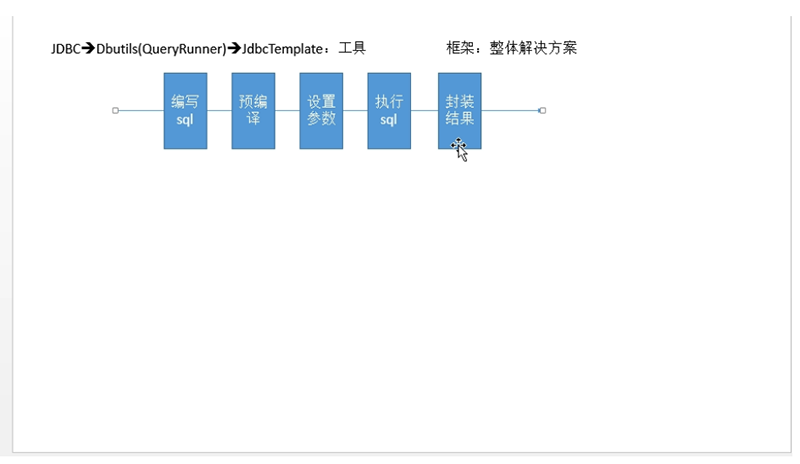 JDBC→Dbutils(QueryRunner)→JdbcTemplate：工具 框架：整体解决方案
编写
sql
预编
译
设置
参数
执行
sql
封装
结果